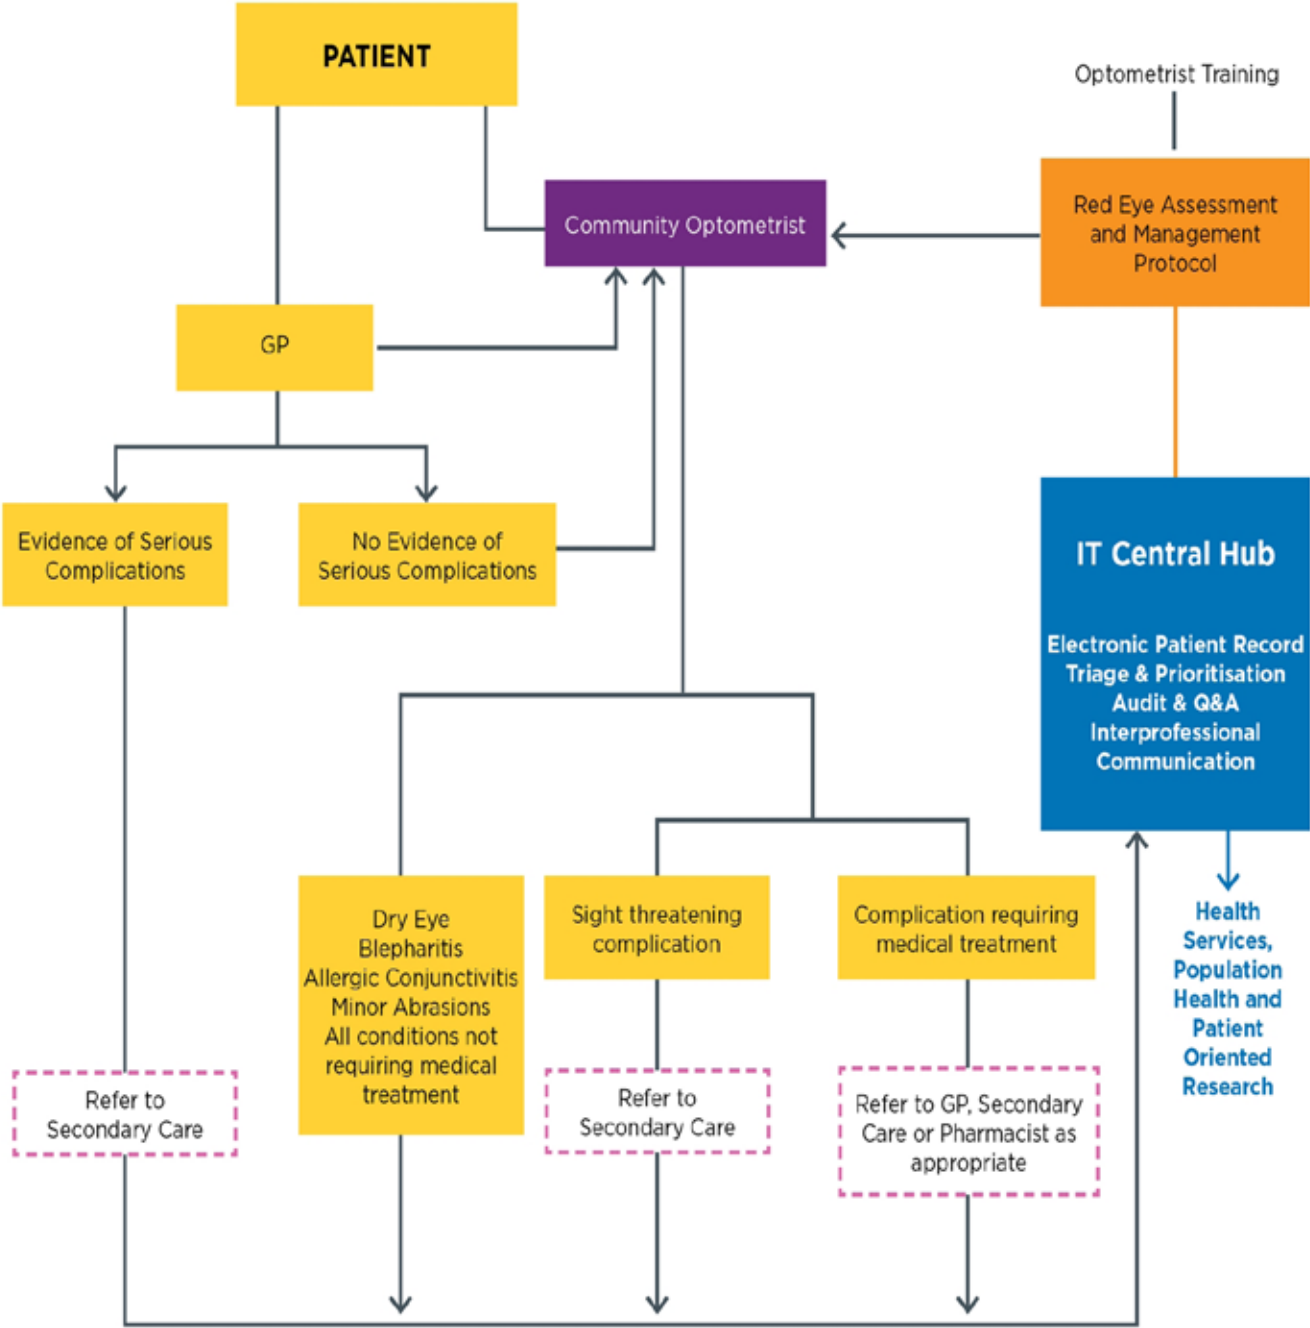 PATIENT
Optometrist Training
Community Optometrist
Red Eye Assessment
and Management
Protocol
GP
Evidence of Serious
Complications
No Evidence of
Serious Complications
IT Central Hub
Electronic Patient Record
Triage & Prioritisation
Audit & Q&A
Interprofessional
Communication
Dry Eye
Blepharitis
Allergic Conjunctivitis
Minor Abrasions
All conditions not
requiring medical
treatment
Sight threatening
complication
Complication requiring
medical treatment
Health
Services,
Population
Health and
Patient
Oriented
Research
Refer to
Secondary Care
Refer to
Secondary Care
Refer to GP, Secondary
Care or Pharmacist as
appropriate